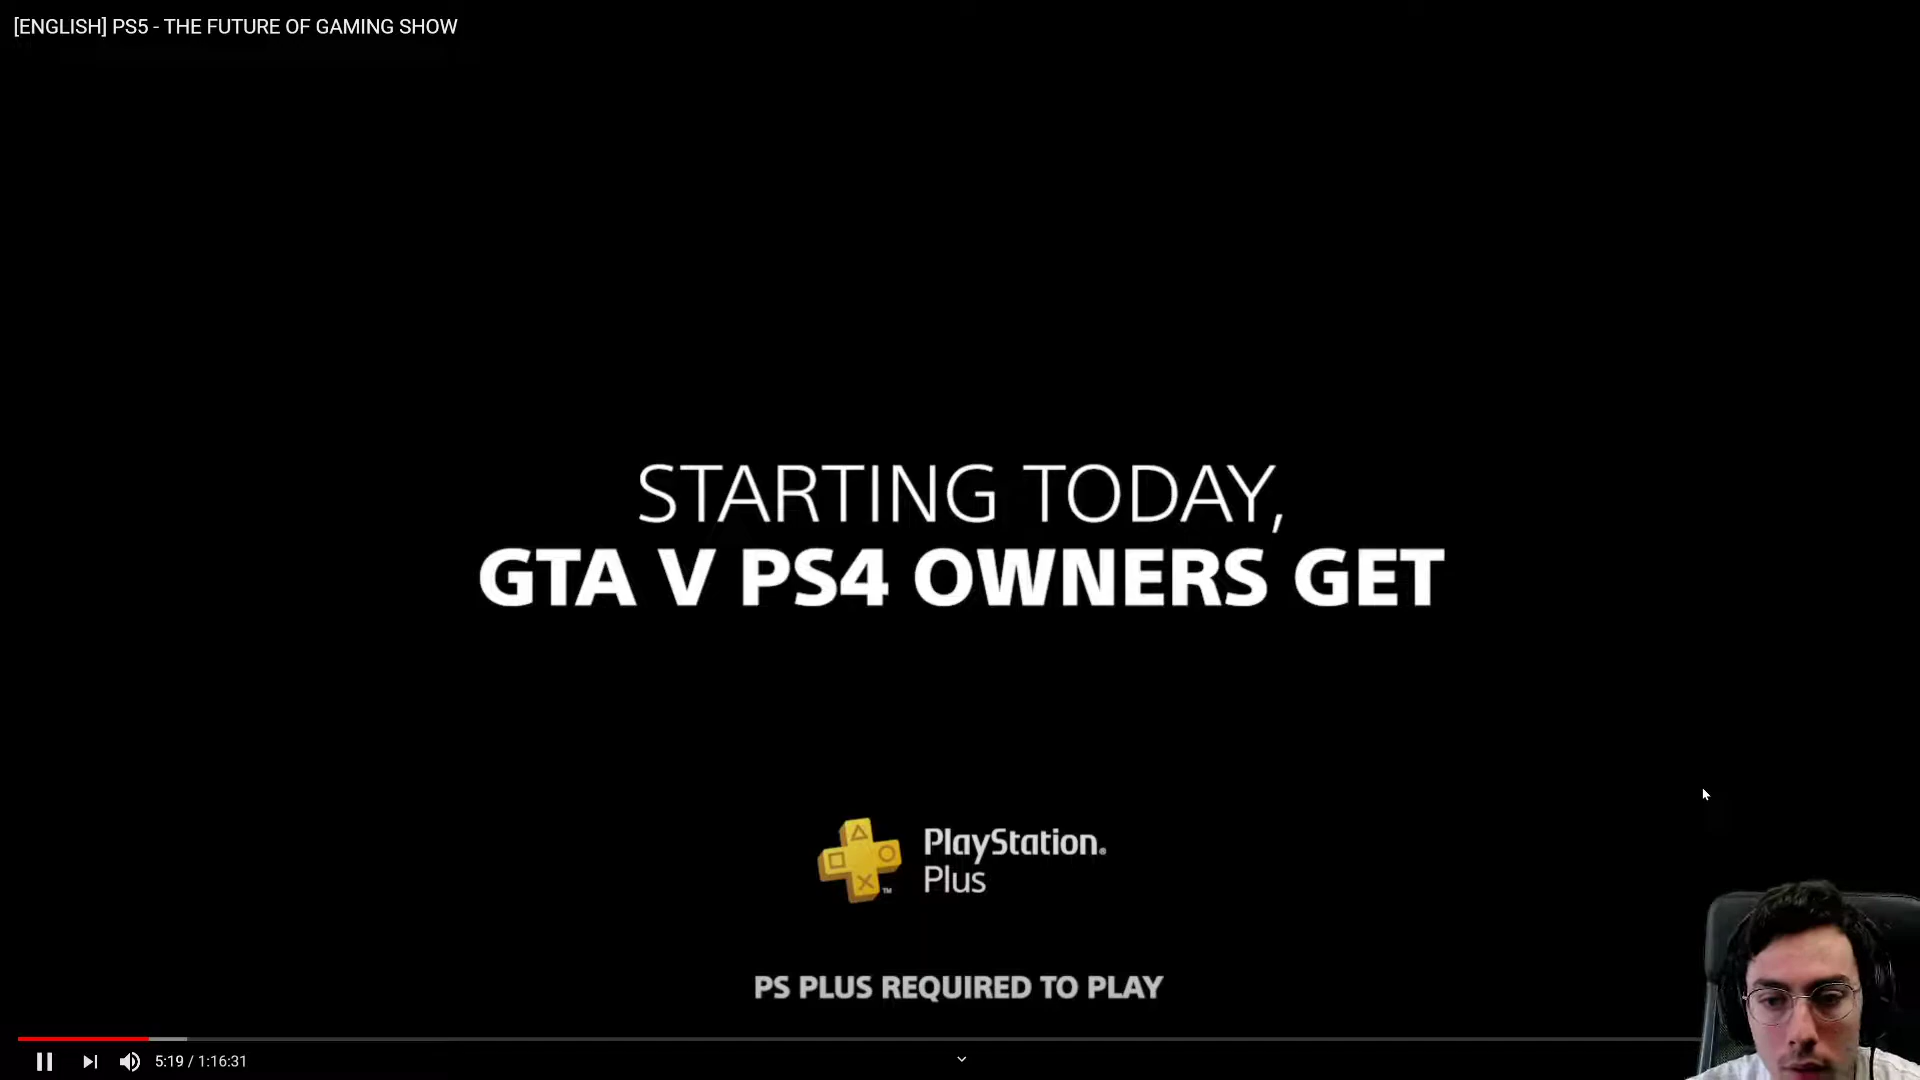 [ENGLISH] PS5 - THE FUTURE OF GAMING SHOW
STARTING TODAY,
GTA V PS4 OWNERS GET
PlayStation®
Plus
™
PS PLUS REQUIRED TO PLAY
5:19 / 1:16:31